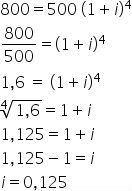 800=500 (1+i)⁴
800/500=(1+i)⁴
1,6 = (1+i)⁴
∜1,6=1+i
1,125=1+i
1,125−1=i
i=0,125